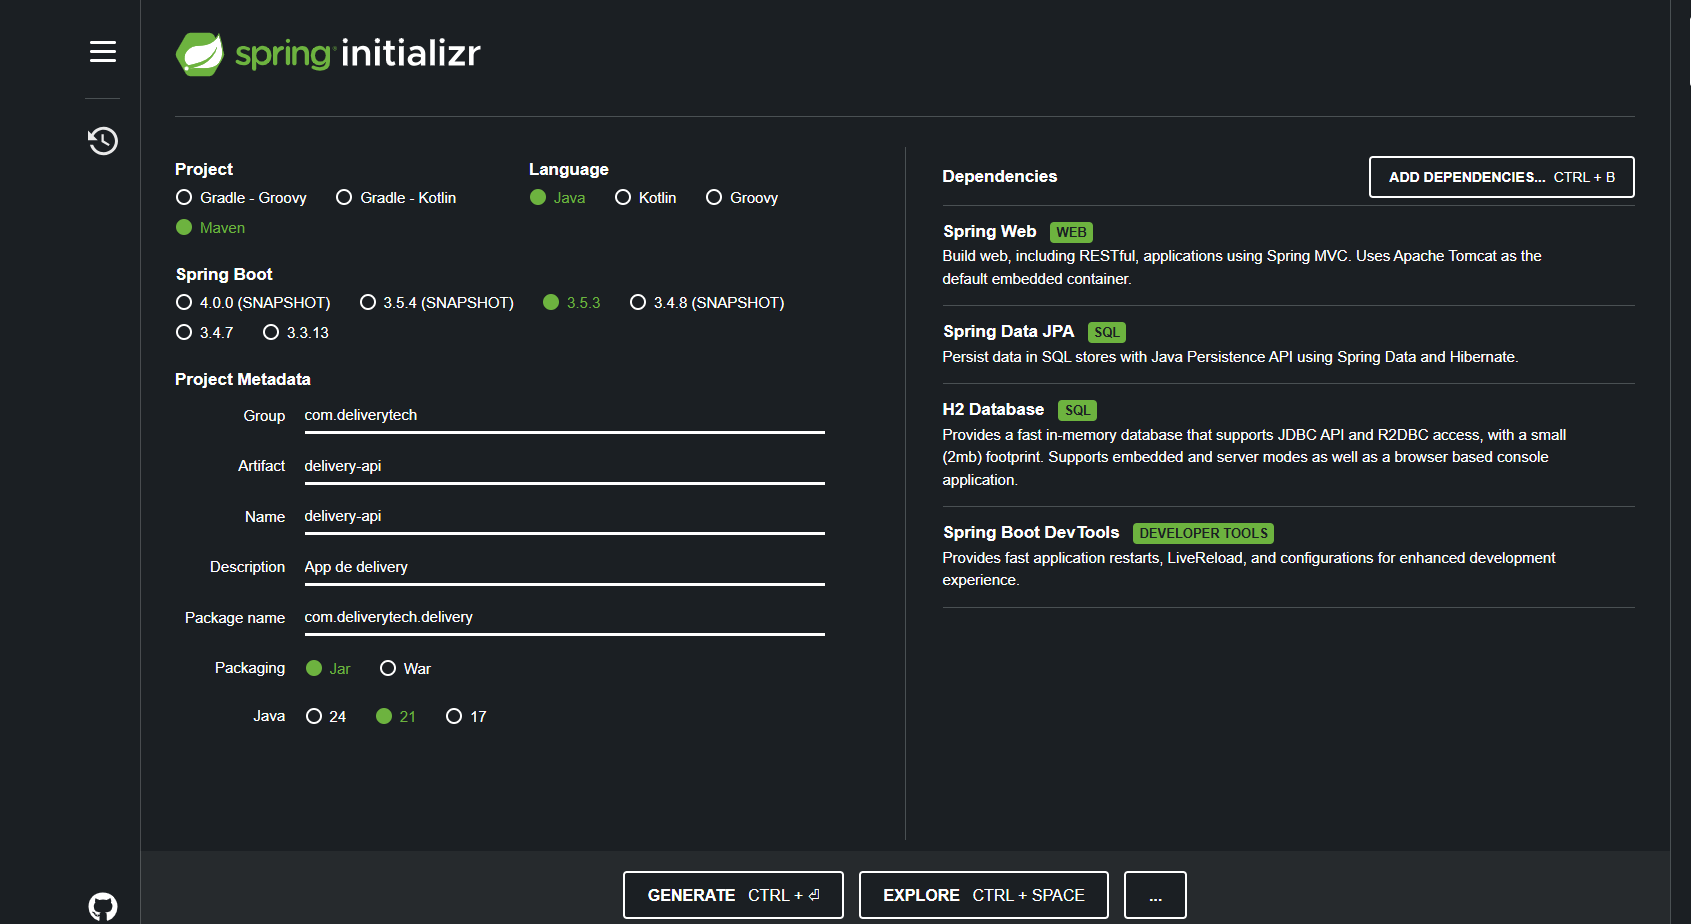 spring initializr
Project
Gradle - Groovy Gradle - Kotlin
Maven
Language
Java Kotlin Groovy
Spring Boot
4.0.0 (SNAPSHOT) 3.5.4 (SNAPSHOT) 3.5.3 3.4.8 (SNAPSHOT)
3.4.7 3.3.13
Project Metadata
Group com.deliverytech
Artifact delivery-api
Name delivery-api
Description App de delivery
Package name com.deliverytech.delivery
Packaging Jar War
Java 24 21 17
Dependencies ADD DEPENDENCIES... CTRL + B
Spring Web WEB
Build web, including RESTful, applications using Spring MVC. Uses Apache Tomcat as the
default embedded container.
Spring Data JPA SQL
Persist data in SQL stores with Java Persistence API using Spring Data and Hibernate.
H2 Database SQL
Provides a fast in-memory database that supports JDBC API and R2DBC access, with a small
(2mb) footprint. Supports embedded and server modes as well as a browser based console
application.
Spring Boot DevTools DEVELOPER TOOLS
Provides fast application restarts, LiveReload, and configurations for enhanced development
experience.
GENERATE CTRL + ⏎ EXPLORE CTRL + SPACE ...